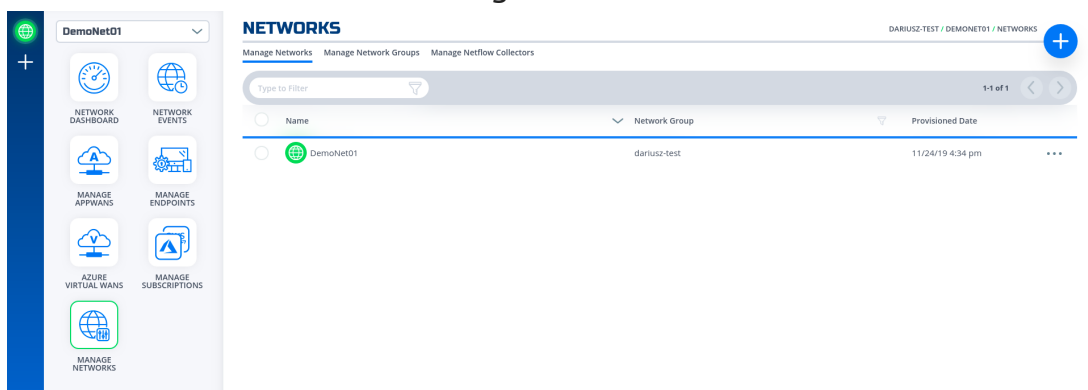 DemoNet01
NETWORK DASHBOARD
NETWORK EVENTS
A
MANAGE APPWANS
MANAGE ENDPOINTS
V
AZURE VIRTUAL WANS
MANAGE SUBSCRIPTIONS
MANAGE NETWORKS
NETWORKS
DARIUSZ-TEST / DEMONET01 / NETWORKS
Manage Networks Manage Network Groups Manage Netflow Collectors
Type to Filter
1-1 of 1
Name Network Group Provisioned Date
DemoNet01 dariusz-test 11/24/19 4:34 pm